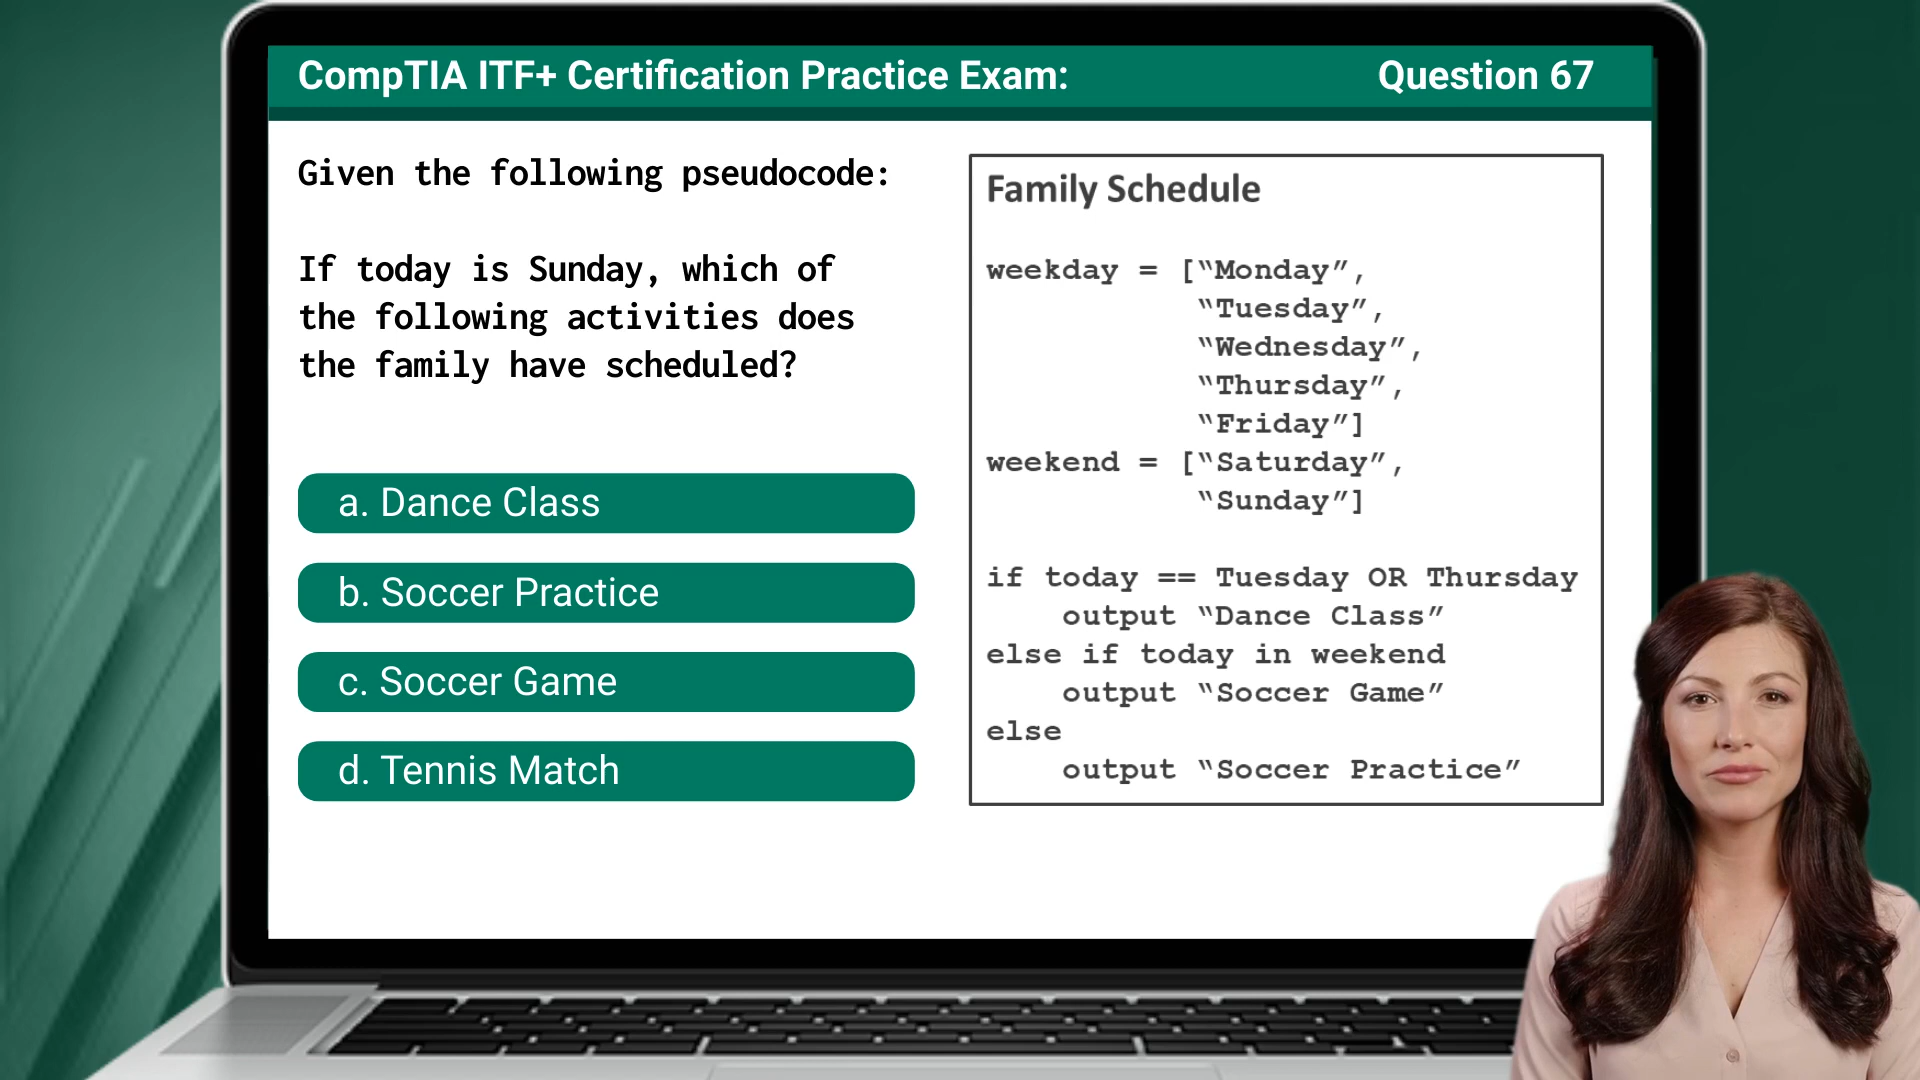 CompTIA ITF+ Certification Practice Exam: Question 67
Given the following pseudocode:
If today is Sunday, which of
the following activities does
the family have scheduled?
a. Dance Class
b. Soccer Practice
c. Soccer Game
d. Tennis Match
Family Schedule
weekday = [“Monday”,
“Tuesday”,
“Wednesday”,
“Thursday”,
“Friday”]
weekend = [“Saturday”,
“Sunday”]
if today == Tuesday OR Thursday
output “Dance Class”
else if today in weekend
output “Soccer Game”
else
output “Soccer Practice”